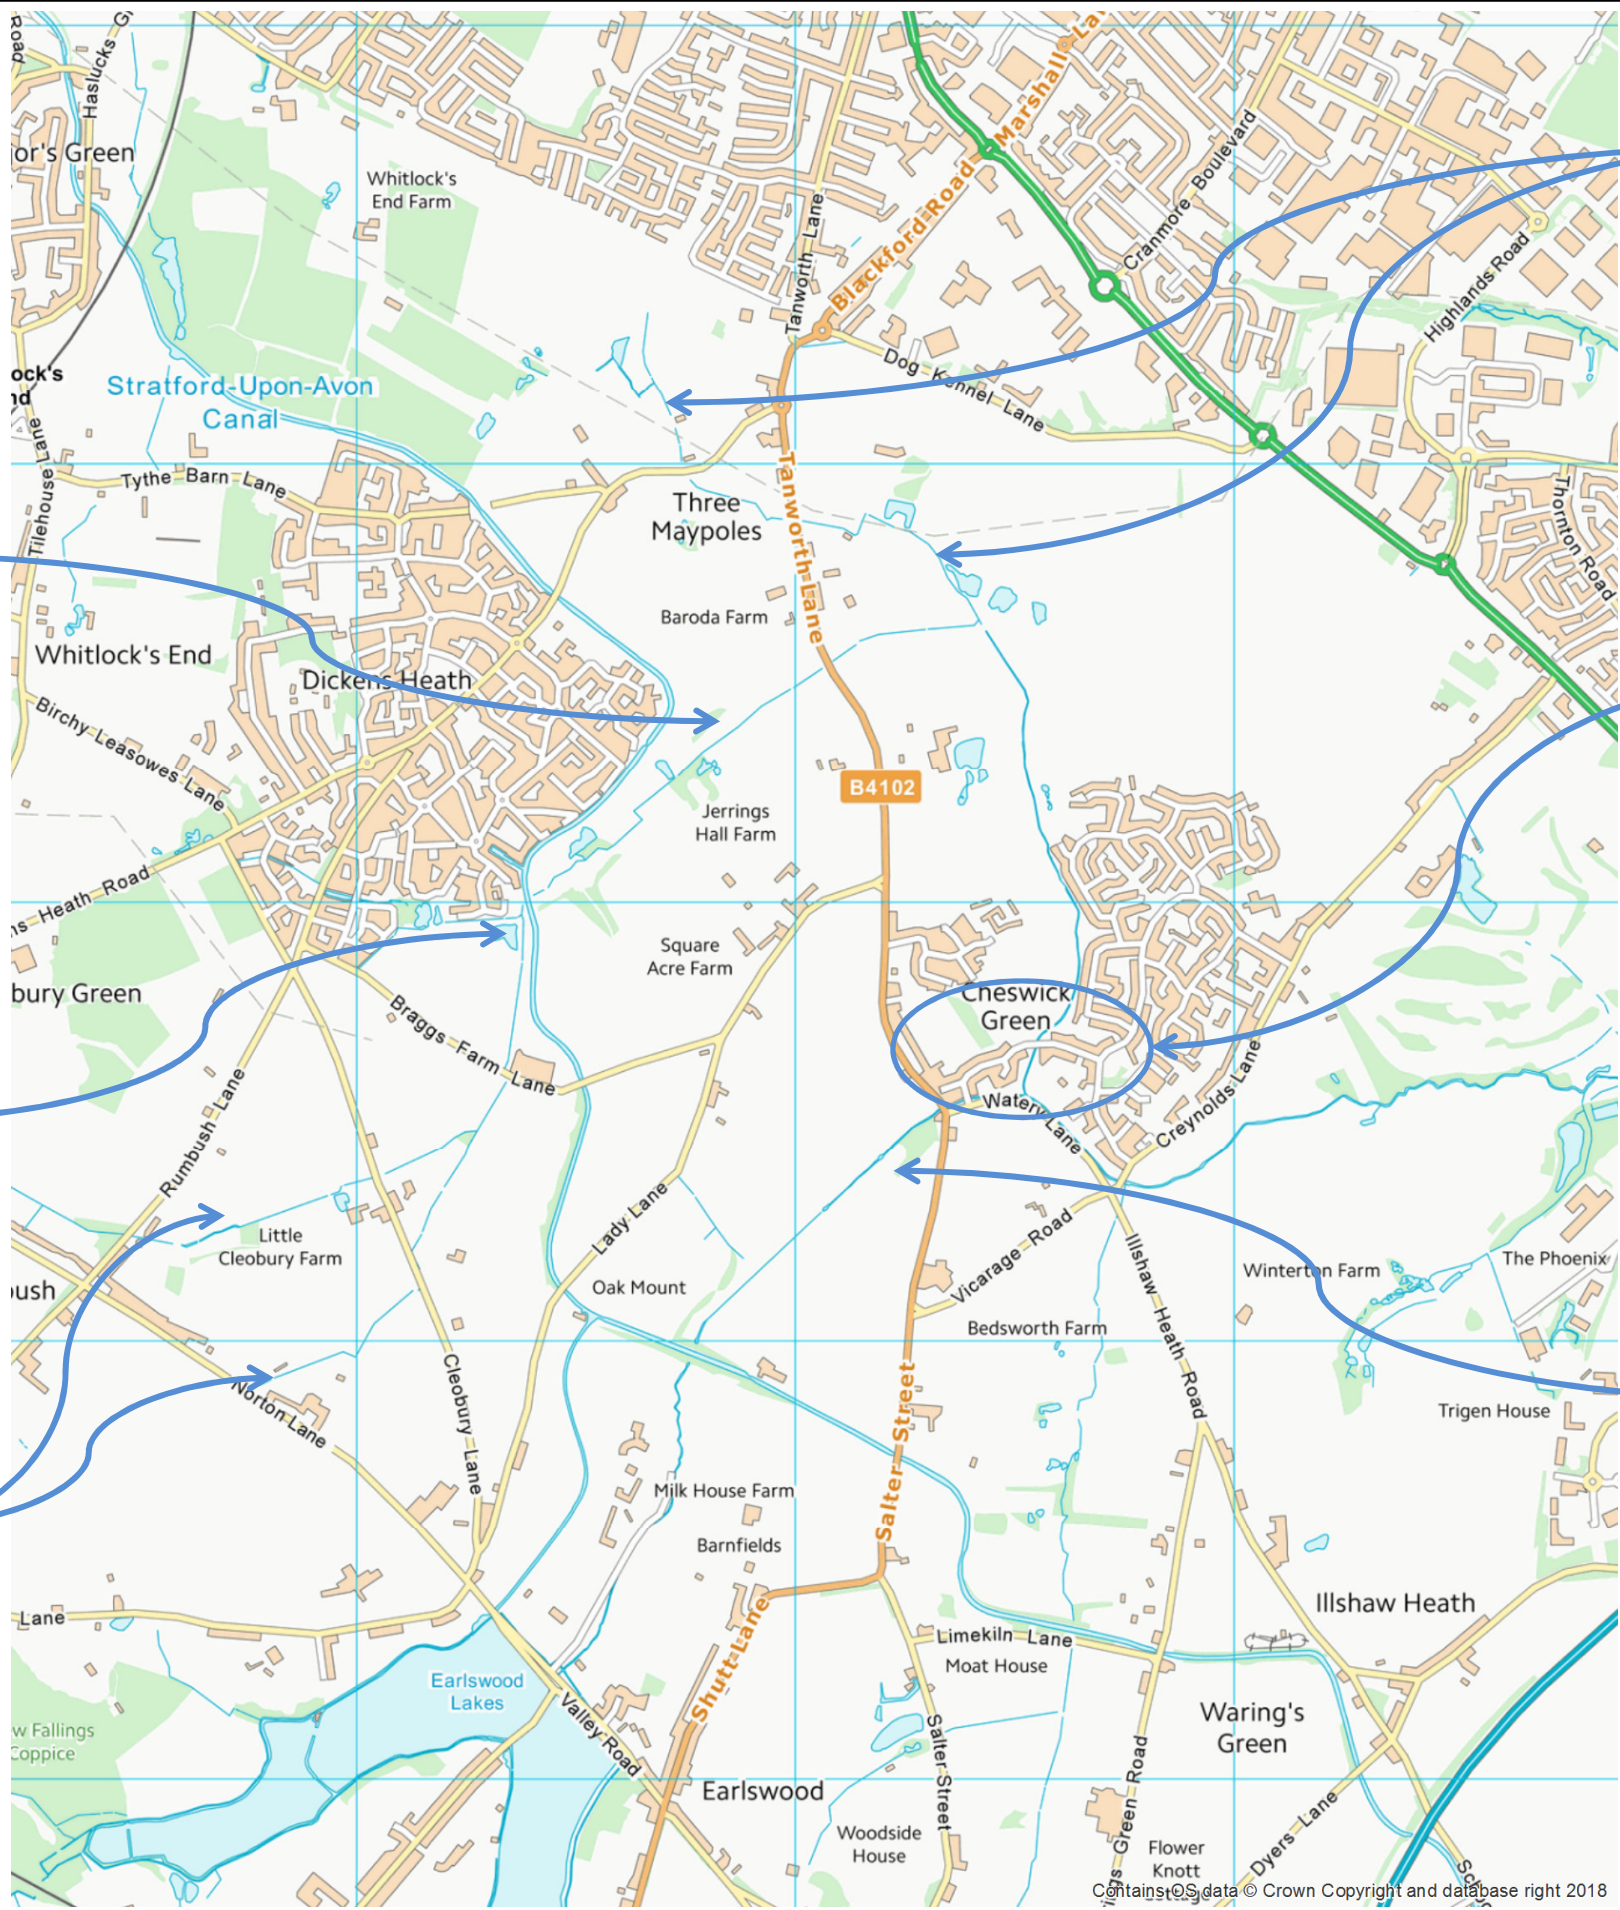 Road
Haslucks G
Marshall La
or's Green
Whitlock's
End Farm
Cranmore Boulevard
Tanworth Lane
Blackford Road
Highlands Road
Dog Kennel Lane
ock's
nd
Stratford-Upon-Avon
Canal
Tilehouse Lane
Tythe Barn Lane
Three
Maypoles
Tanworth Lane
Thornton Road
Baroda Farm
Whitlock's End
Dickens Heath
Birchy Leasowes Lane
B4102
Jerrings
Hall Farm
ns Heath Road
Square
Acre Farm
bury Green
Cheswick
Green
Braggs Farm Lane
Watery Lane
Creynolds Lane
Rumbush Lane
Lady Lane
Little
Cleobury Farm
Vicarage Road
Illshaw Heath Road
Winterton Farm
The Phoenix
ush
Oak Mount
Bedsworth Farm
Norton Lane
Cleobury Lane
Salter Street
Trigen House
Milk House Farm
Barnfields
Lane
Shutt Lane
Illshaw Heath
Limekiln Lane
Moat House
Earlswood
Lakes
Valley Road
w Fallings
Coppice
Salter Street
Waring's
Green
Earlswood
Woodside
House
gs Green Road
Flower
Knott
Cottage
Dyers Lane
Scho
Contains OS data © Crown Copyright and database right 2018